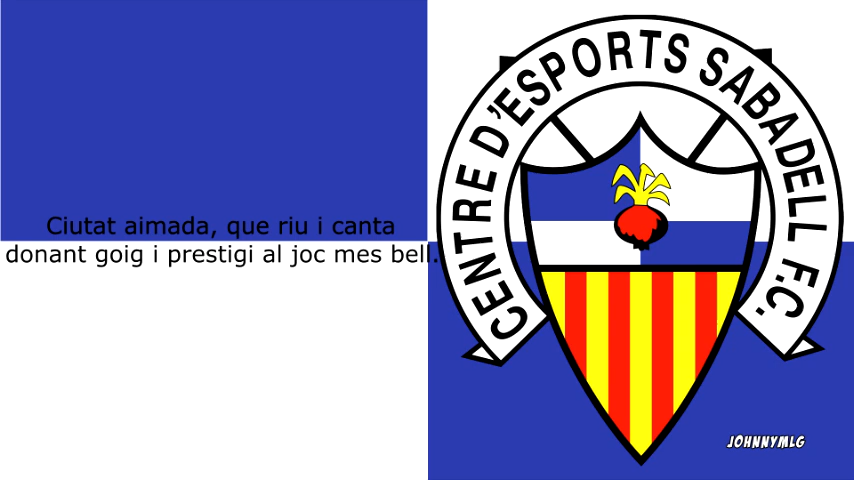 Ciutat aimada, que riu i canta
donant goig i prestigi al joc mes bell.
CENTRE D'ESPORTS SABADELL F.C.
JOHNNYMLG